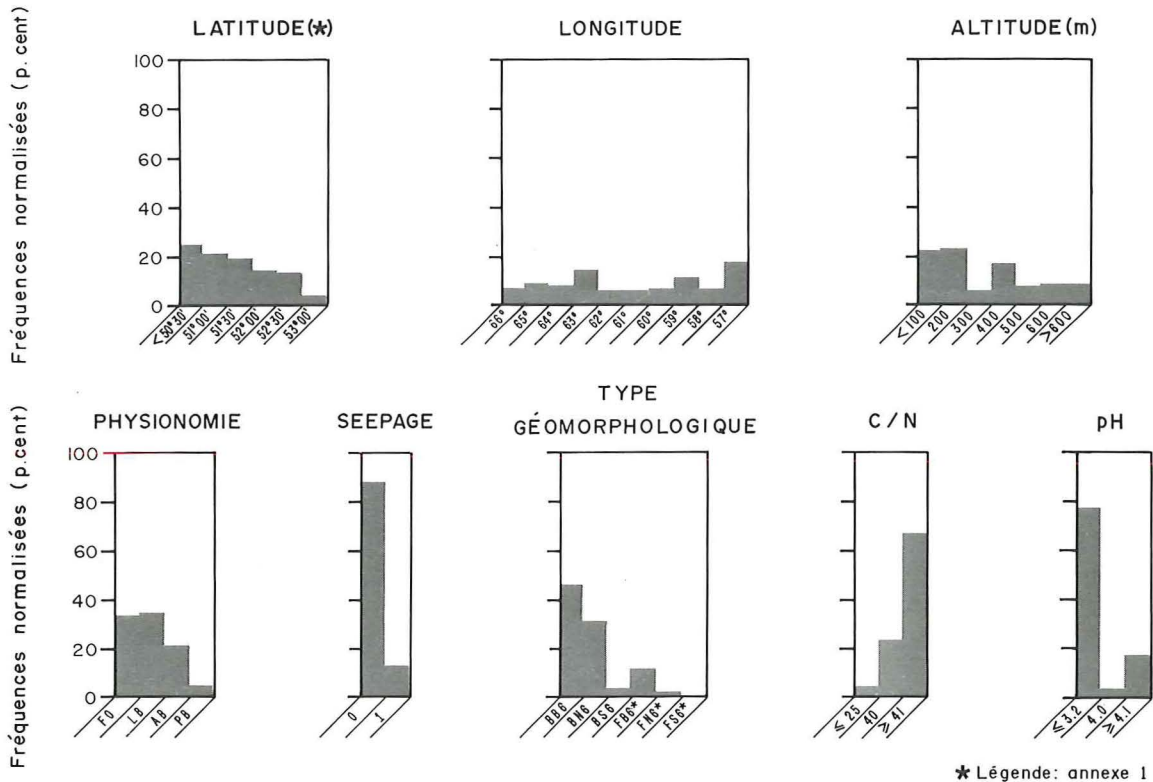 LATITUDE(*) LONGITUDE ALTITUDE(m)
Fréquences normalisées (p. cent)
100
80
60
40
20
0
<50°30' 51°00' 51°30' 52°00' 52°30' 53°00'
66° 65° 64° 63° 62° 61° 60° 59° 58° 57°
<100 200 300 400 500 600 >600
PHYSIONOMIE SEEPAGE TYPE GÉOMORPHOLOGIQUE C/N pH
Fréquences normalisées (p.cent)
100
80
60
40
20
0
FO LB AB PB
0 1
BB6 BN6 BS6 FB6* FN6* FS6*
≤25 40 ≥41
≤3.2 4.0 ≥4.1
* Légende: annexe 1